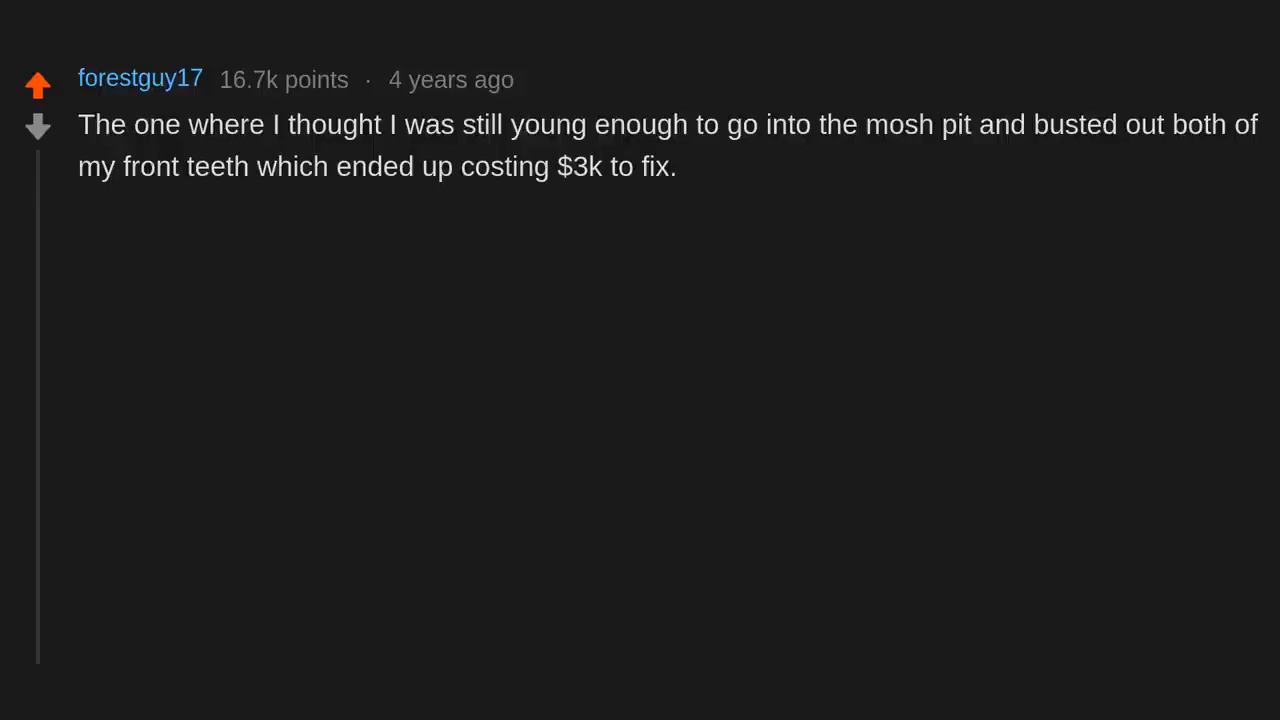 forestguy17 16.7k points · 4 years ago
The one where I thought I was still young enough to go into the mosh pit and busted out both of
my front teeth which ended up costing $3k to fix.